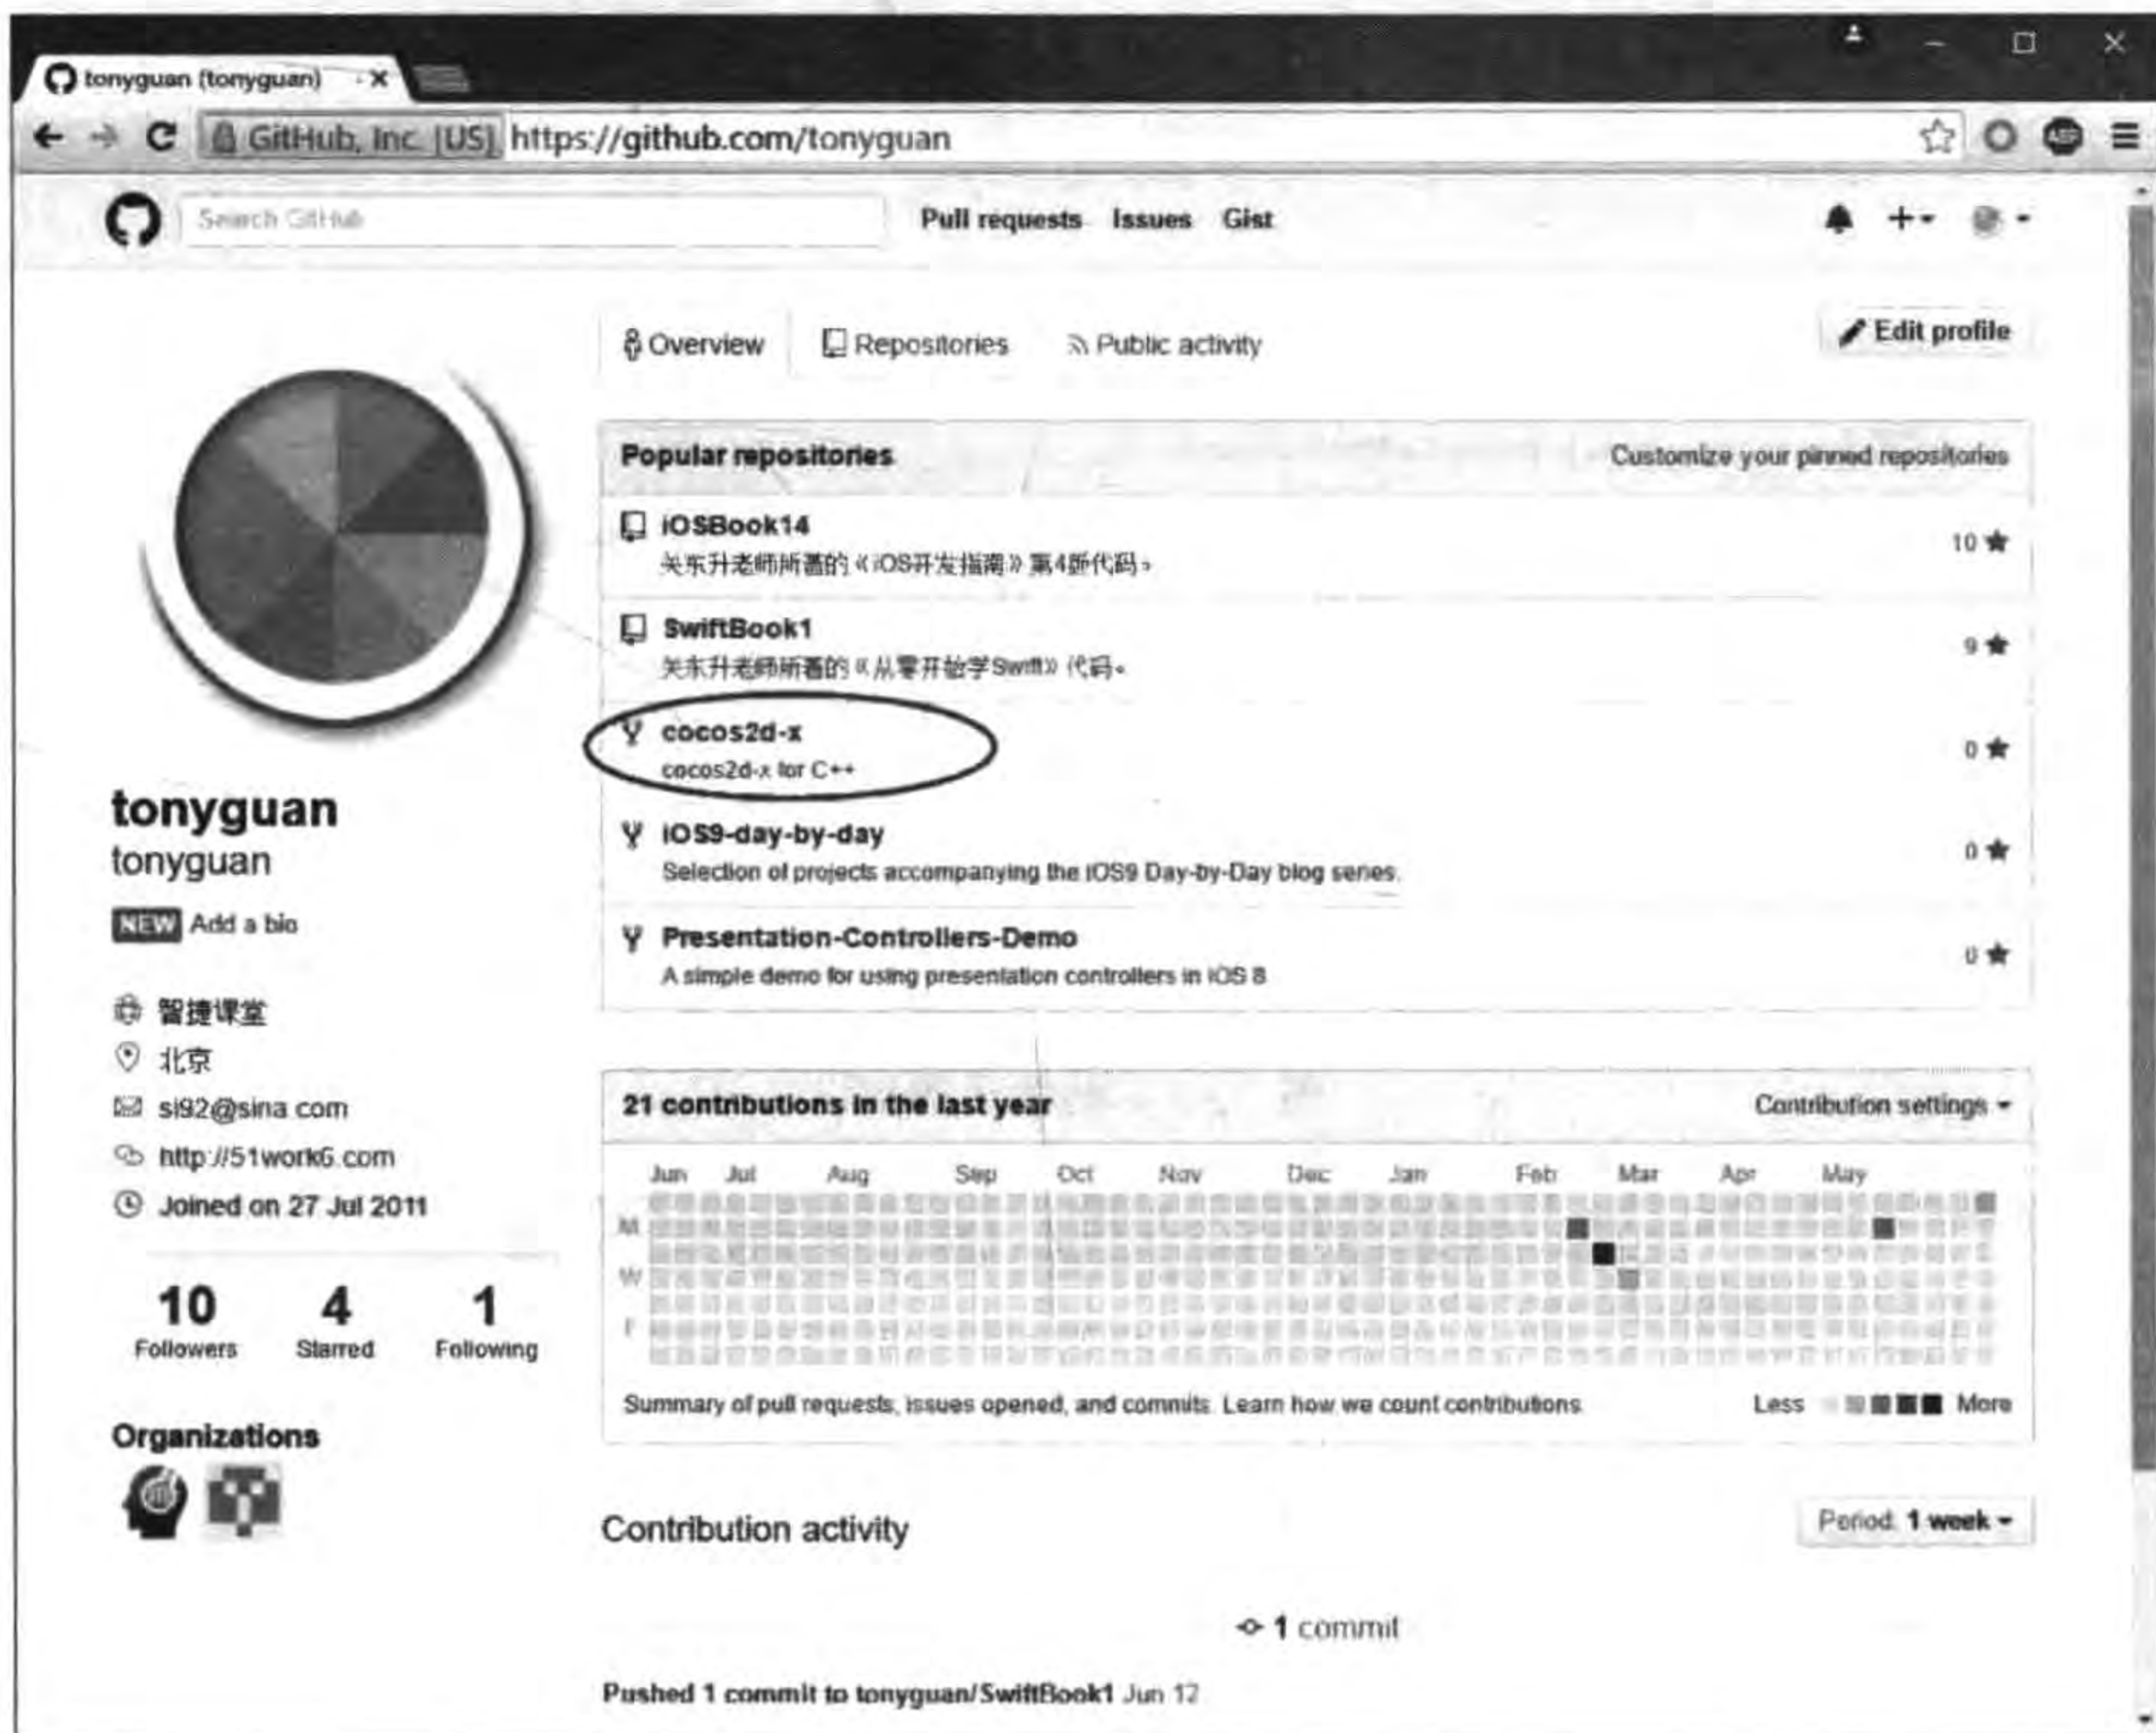 tonyguan (tonyguan)
GitHub, Inc. [US] https://github.com/tonyguan
Search GitHub
Pull requests Issues Gist
Overview Repositories Public activity
Edit profile
Popular repositories
Customize your pinned repositories
iOSBook14
关东升老师所著的《iOS开发指南》第4版代码。
10
SwiftBook1
关东升老师所著的《从零开始学Swift》代码。
9
cocos2d-x
cocos2d-x for C++
0
iOS9-day-by-day
Selection of projects accompanying the iOS9 Day-by-Day blog series.
0
Presentation-Controllers-Demo
A simple demo for using presentation controllers in iOS 8
0
tonyguan
tonyguan
NEW Add a bio
智捷课堂
北京
si92@sina.com
http://51work6.com
Joined on 27 Jul 2011
10 4 1
Followers Starred Following
Organizations
21 contributions in the last year
Contribution settings
Jun Jul Aug Sep Oct Nov Dec Jan Feb Mar Apr May
M
W
F
Summary of pull requests, issues opened, and commits. Learn how we count contributions.
Less More
Contribution activity
Period: 1 week
1 commit
Pushed 1 commit to tonyguan/SwiftBook1 Jun 12